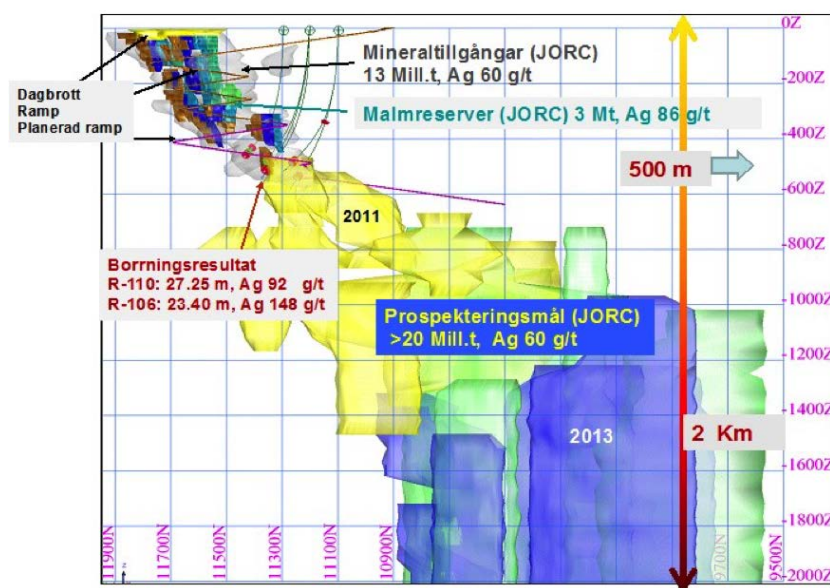 0Z
Mineraltillgångar (JORC)
13 Mill.t, Ag 60 g/t
-200Z
Dagbrott
Ramp
Planerad ramp
Malmreserver (JORC) 3 Mt, Ag 86 g/t
-400Z
500 m
-600Z
2011
-800Z
Borrningsresultat
R-110: 27.25 m, Ag 92 g/t
R-106: 23.40 m, Ag 148 g/t
-1000Z
Prospekteringsmål (JORC)
>20 Mill.t, Ag 60 g/t
-1200Z
-1400Z
2013
2 Km
-1600Z
-1800Z
11900N
11700N
11500N
11300N
11100N
10900N
9700N
9500N
-2000Z